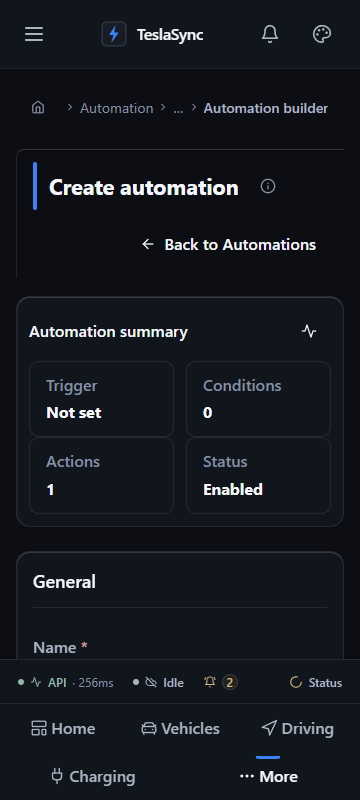 TeslaSync
Automation > ... > Automation builder
Create automation
Back to Automations
Automation summary
Trigger
Not set
Conditions
0
Actions
1
Status
Enabled
General
Name *
API · 256ms
Idle
2
Status
Home
Vehicles
Driving
Charging
More